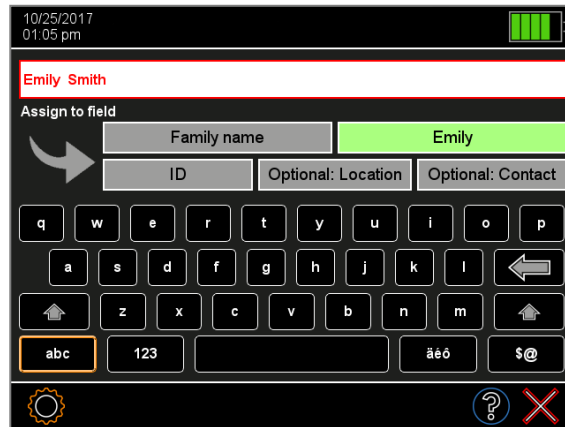 10/25/2017
01:05 pm
Emily Smith
Assign to field
Family name Emily
ID Optional: Location Optional: Contact
q w e r t y u i o p
a s d f g h j k l
z x c v b n m
abc 123 äéô $@
?